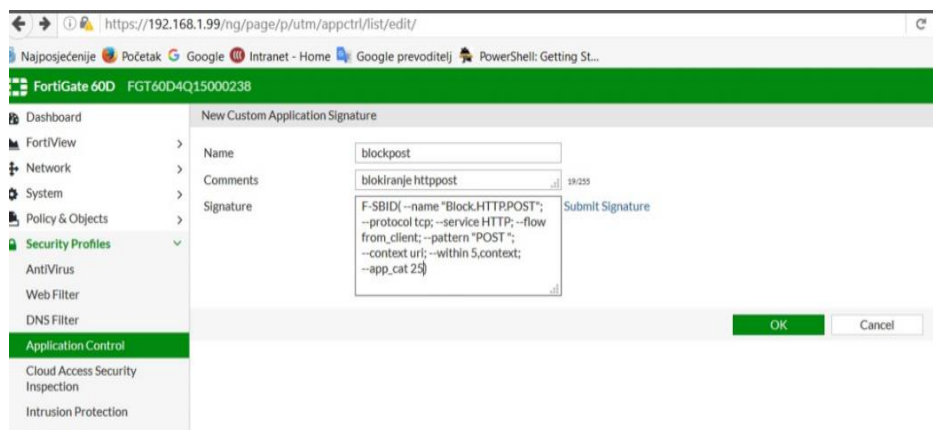 https://192.168.1.99/ng/page/p/utm/appctrl/list/edit/
Najposjećenije Početak Google Intranet - Home Google prevoditelj PowerShell: Getting St...
FortiGate 60D FGT60D4Q15000238
Dashboard
New Custom Application Signature
FortiView
Name blockpost
Network
Comments blokiranje httppost 19/255
System
Signature F-SBID( --name "Block.HTTP.POST"; Submit Signature
Policy & Objects
--protocol tcp; --service HTTP; --flow
from_client; --pattern "POST ";
Security Profiles
--context uri; --within 5,context;
--app_cat 25)
AntiVirus
Web Filter
DNS Filter
OK Cancel
Application Control
Cloud Access Security
Inspection
Intrusion Protection